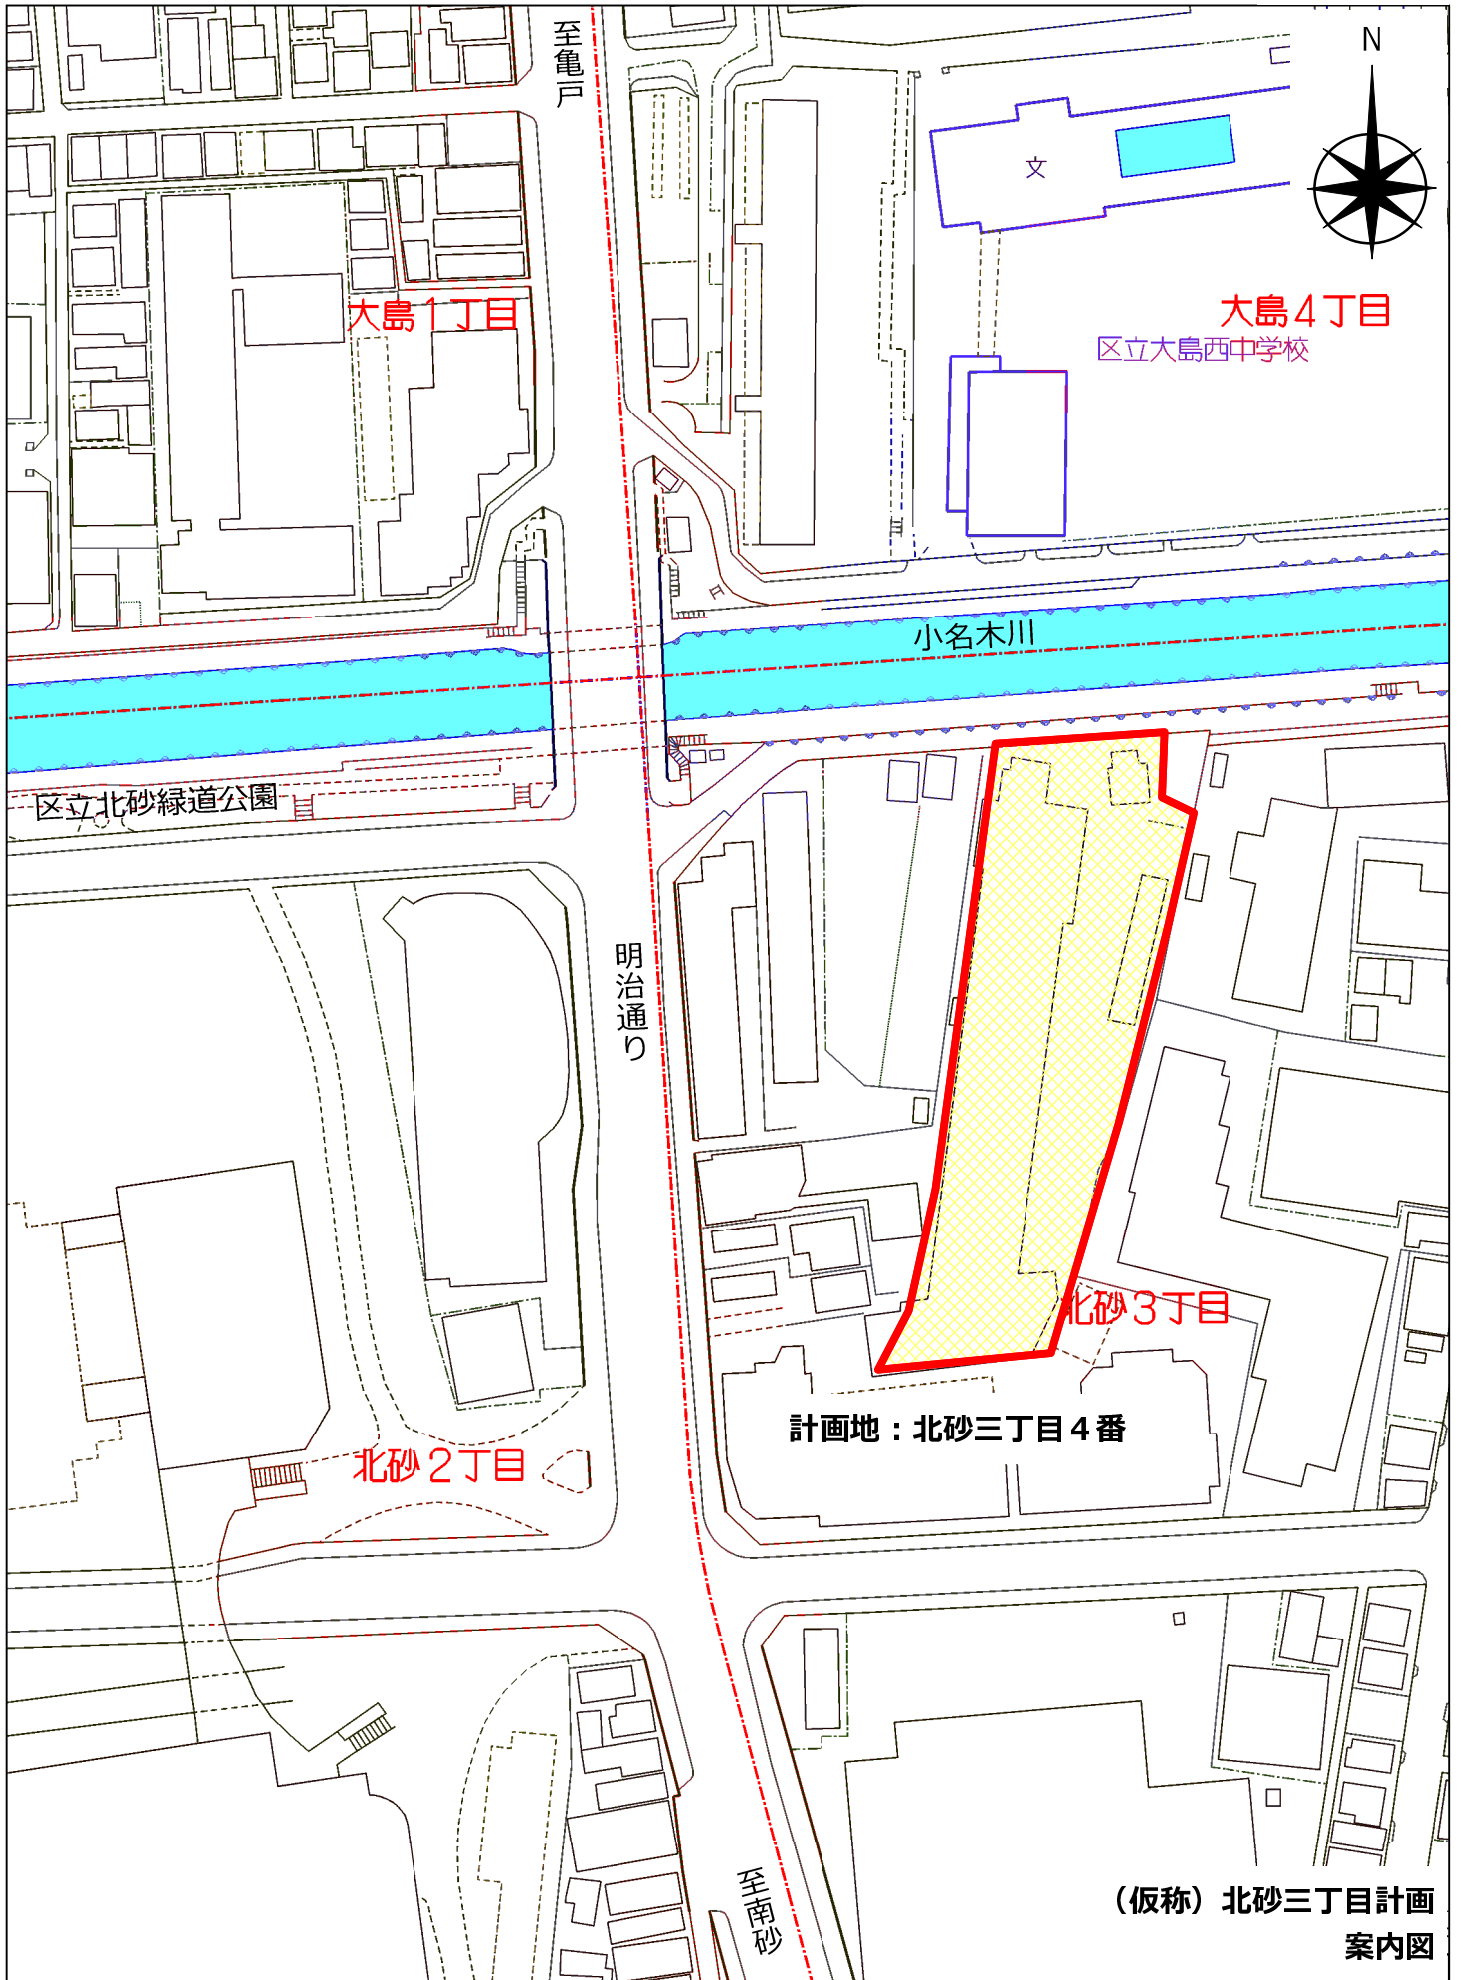 至亀戸
N
文
大島1丁目
大島4丁目
区立大島西中学校
小名木川
区立北砂緑道公園
明治通り
北砂3丁目
計画地：北砂三丁目４番
北砂2丁目
至南砂
（仮称）北砂三丁目計画
案内図